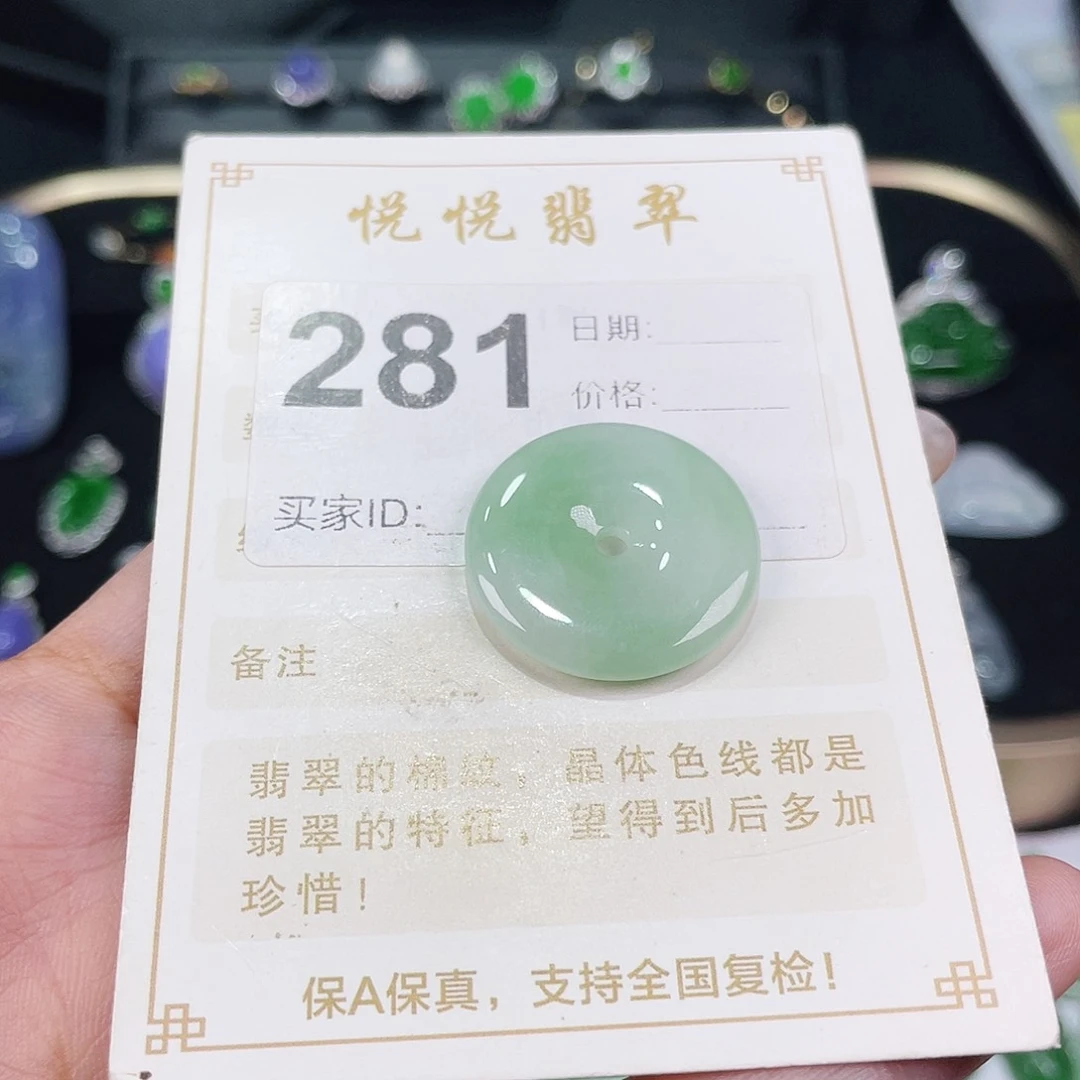 悦悦翡翠
281
日期:
价格:
买家ID:
备注
翡翠的棉纹，晶体色线都是
翡翠的特征，望得到后多加
珍惜！
保A保真，支持全国复检！